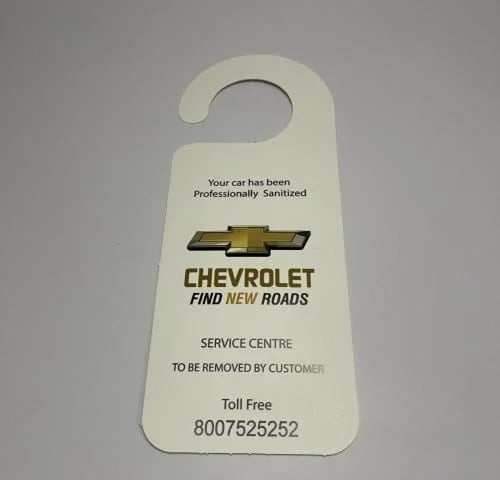 Your car has been
Professionally Sanitized
CHEVROLET
FIND NEW ROADS
SERVICE CENTRE
TO BE REMOVED BY CUSTOMER
Toll Free
8007525252